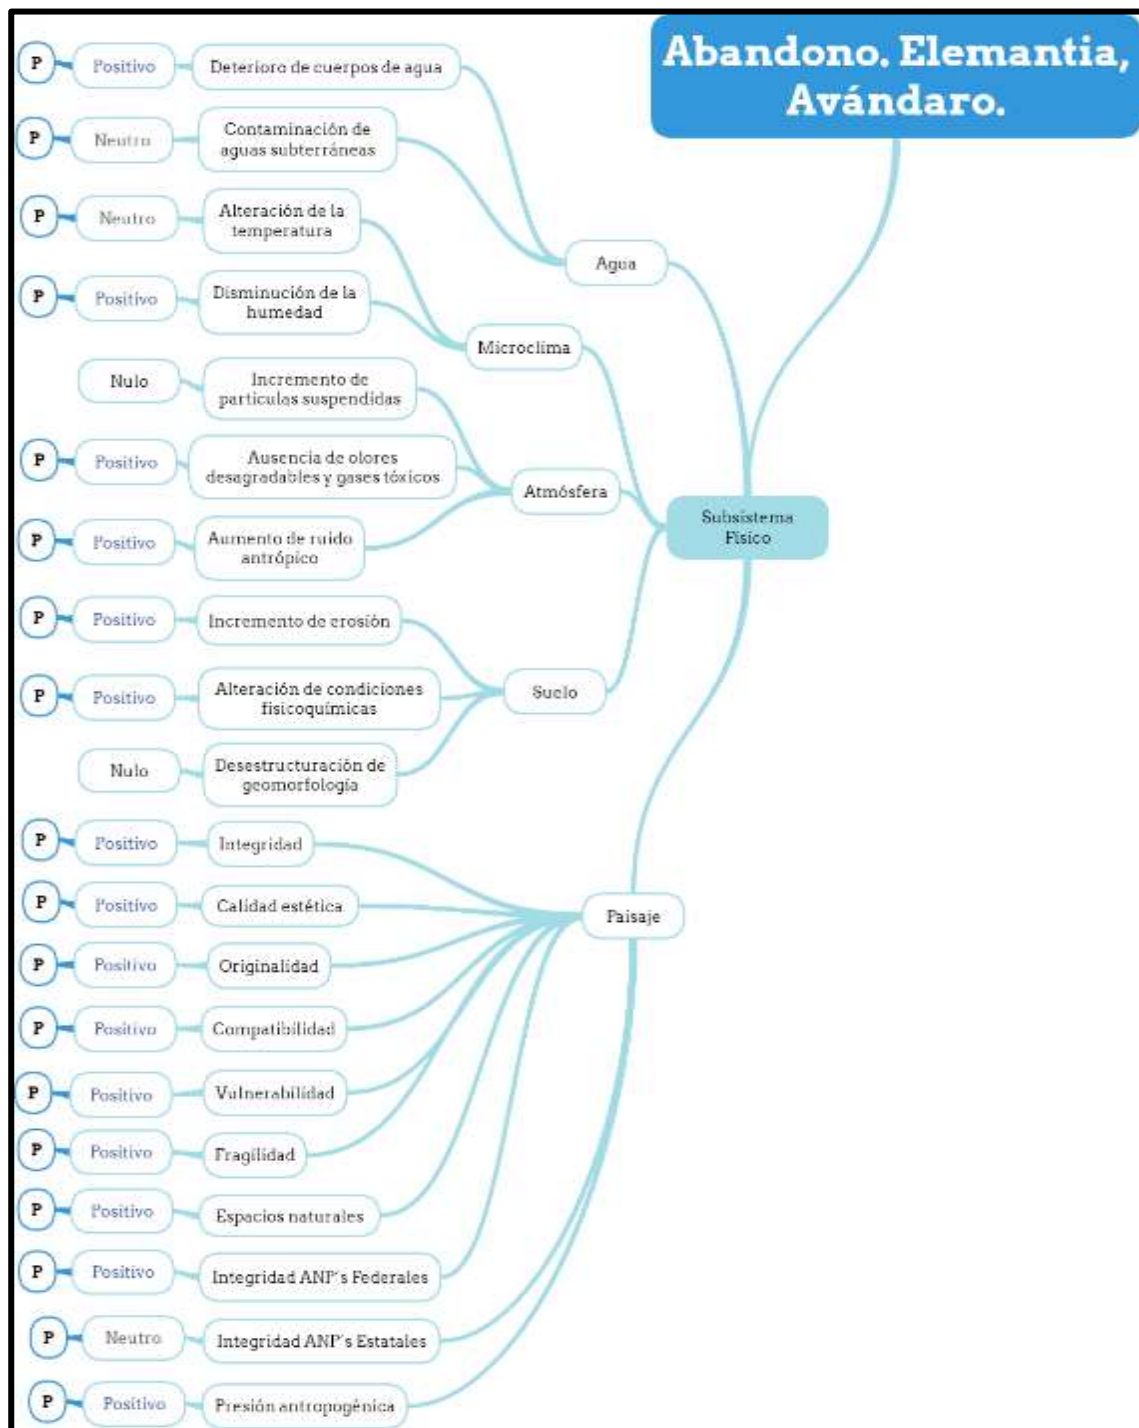 Abandono. Elemantia,
Avándaro.
P Positivo Deterioro de cuerpos de agua
P Neutro Contaminación de
aguas subterráneas
P Neutro Alteración de la
temperatura
Agua
P Positivo Disminución de la
humedad
Microclima
Nulo Incremento de
partículas suspendidas
P Positivo Ausencia de olores
desagradables y gases tóxicos
Atmósfera
Subsistema
Físico
P Positivo Aumento de ruido
antrópico
P Positivo Incremento de erosión
P Positivo Alteración de condiciones
fisicoquímicas
Suelo
Nulo Desestructuración de
geomorfología
P Positivo Integridad
P Positivo Calidad estética
Paisaje
P Positivo Originalidad
P Positivo Compatibilidad
P Positivo Vulnerabilidad
P Positivo Fragilidad
P Positivo Espacios naturales
P Positivo Integridad ANP´s Federales
P Neutro Integridad ANP´s Estatales
P Positivo Presión antropogénica